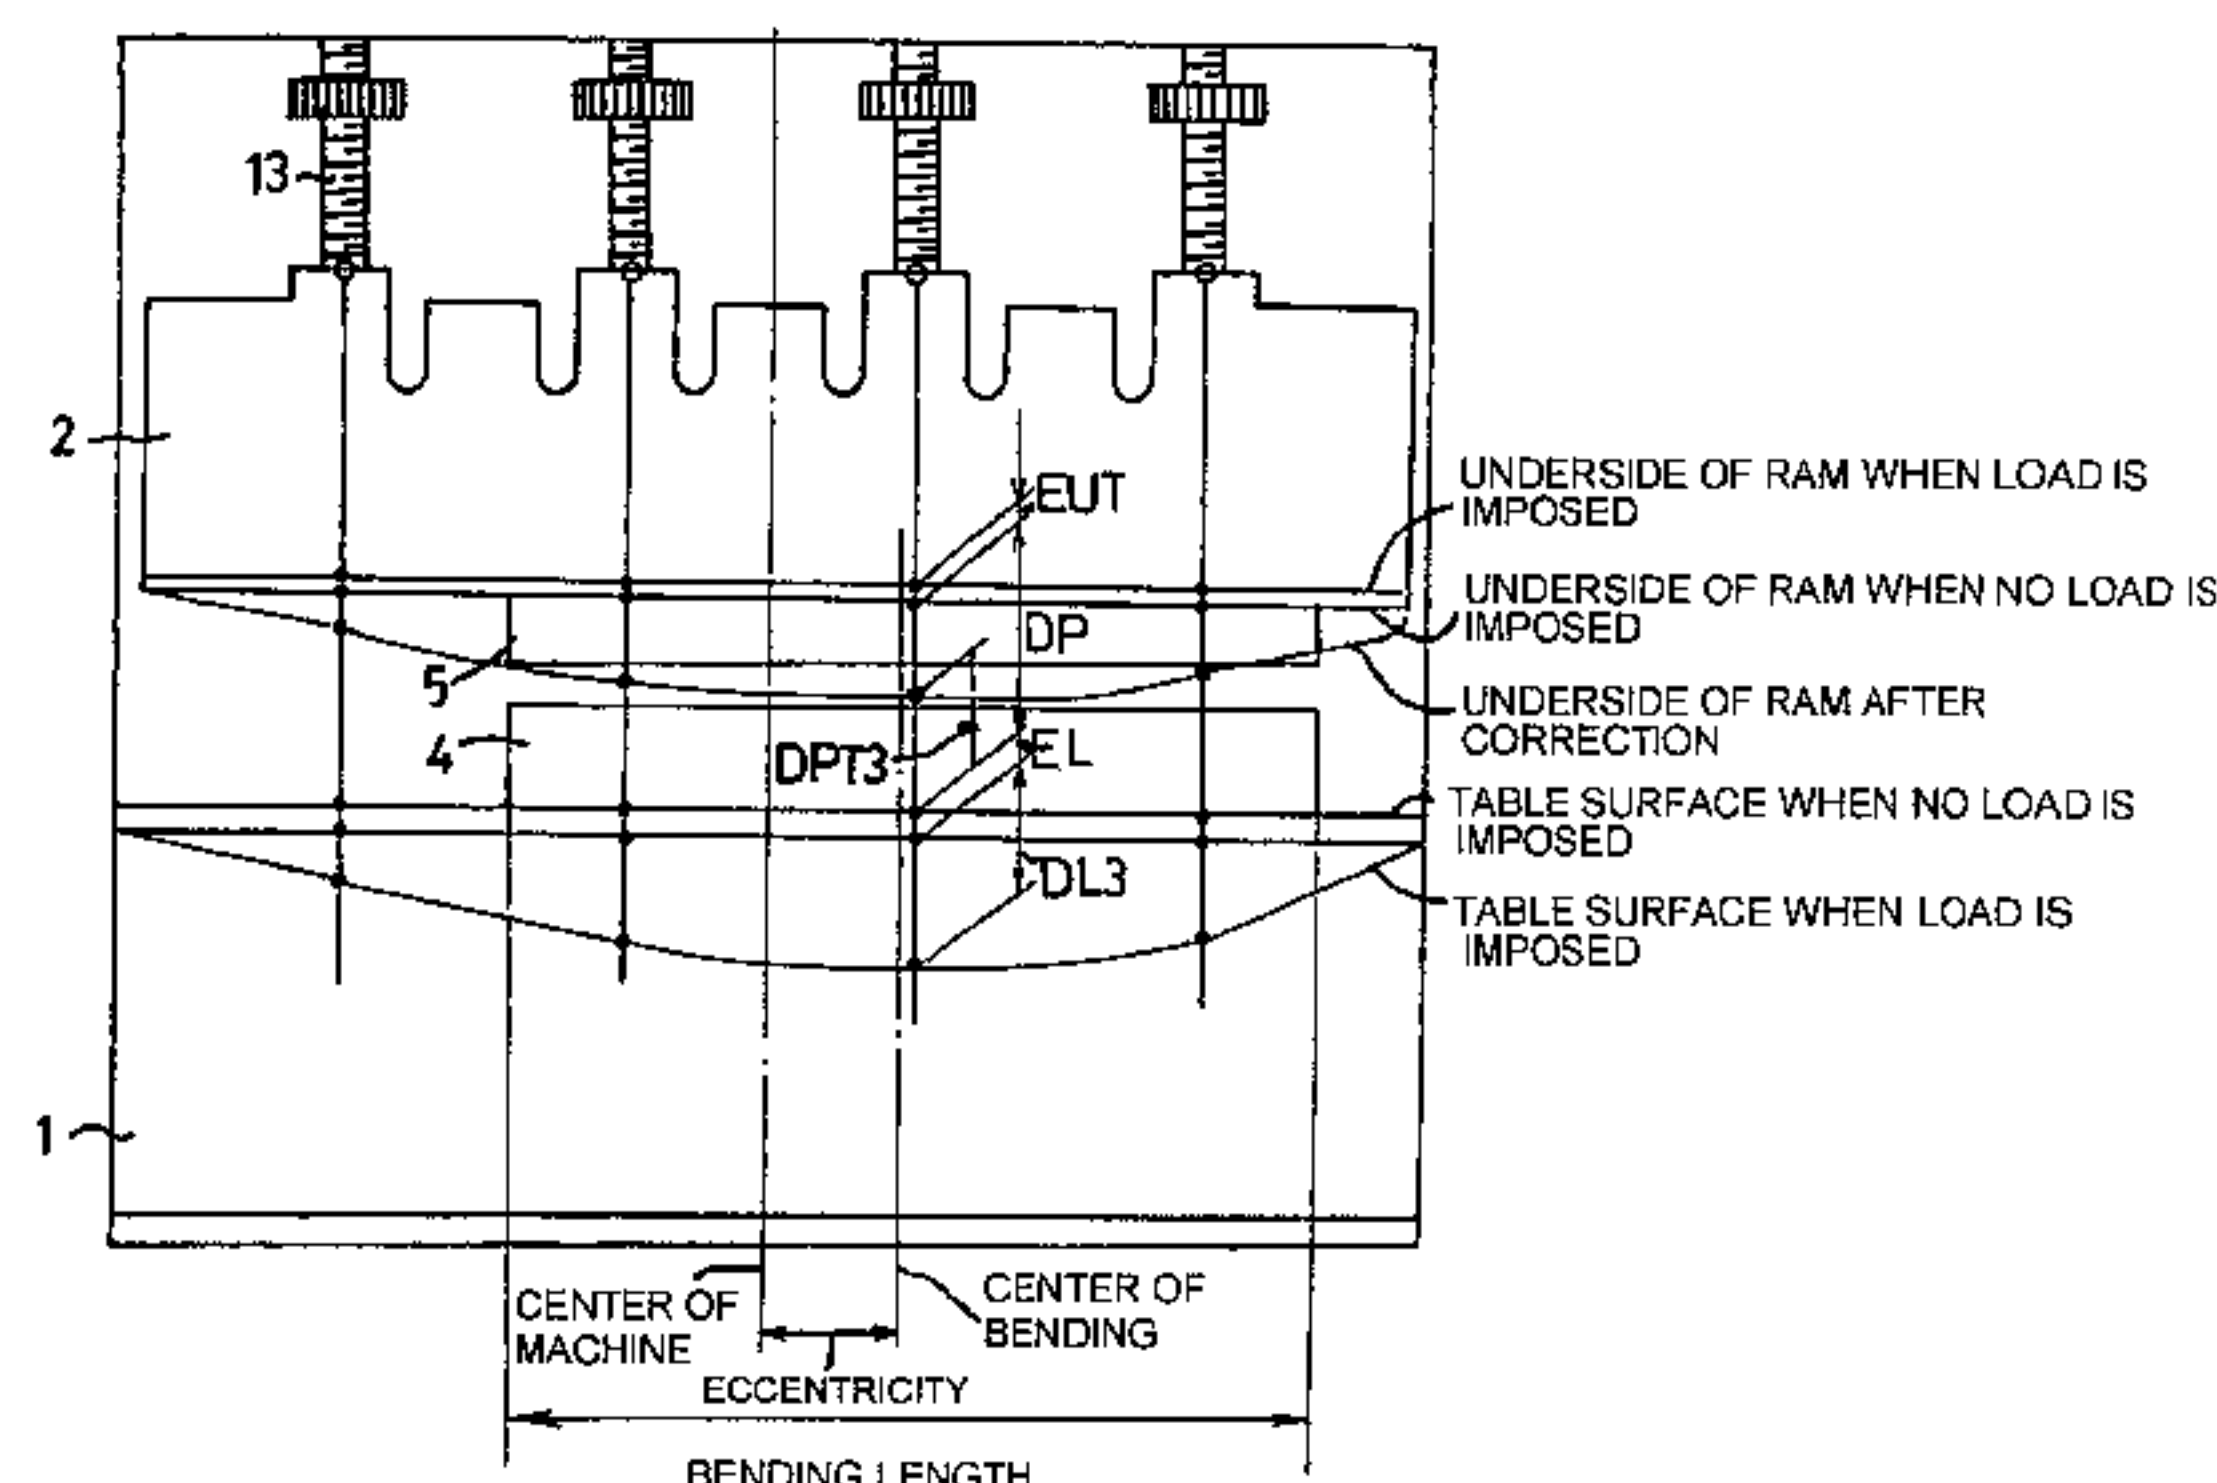 13
2
EUT
UNDERSIDE OF RAM WHEN LOAD IS
IMPOSED
UNDERSIDE OF RAM WHEN NO LOAD IS
IMPOSED
DP
5
UNDERSIDE OF RAM AFTER
CORRECTION
4
DPT3
EL
TABLE SURFACE WHEN NO LOAD IS
IMPOSED
DL3
TABLE SURFACE WHEN LOAD IS
IMPOSED
1
CENTER OF
MACHINE
CENTER OF
BENDING
ECCENTRICITY
BENDING LENGTH